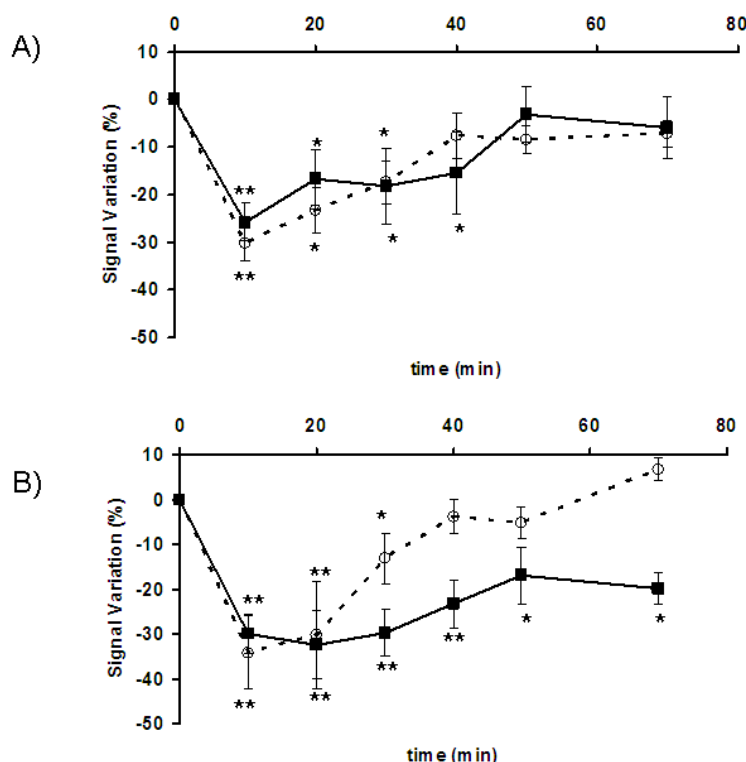 A)
0 20 40 60 80
10
0
-10
-20
-30
-40
-50
Signal Variation (%)
** * *
** * * *
time (min)
B)
0 20 40 60 80
10
0
-10
-20
-30
-40
-50
Signal Variation (%)
** ** *
** ** ** ** * *
time (min)